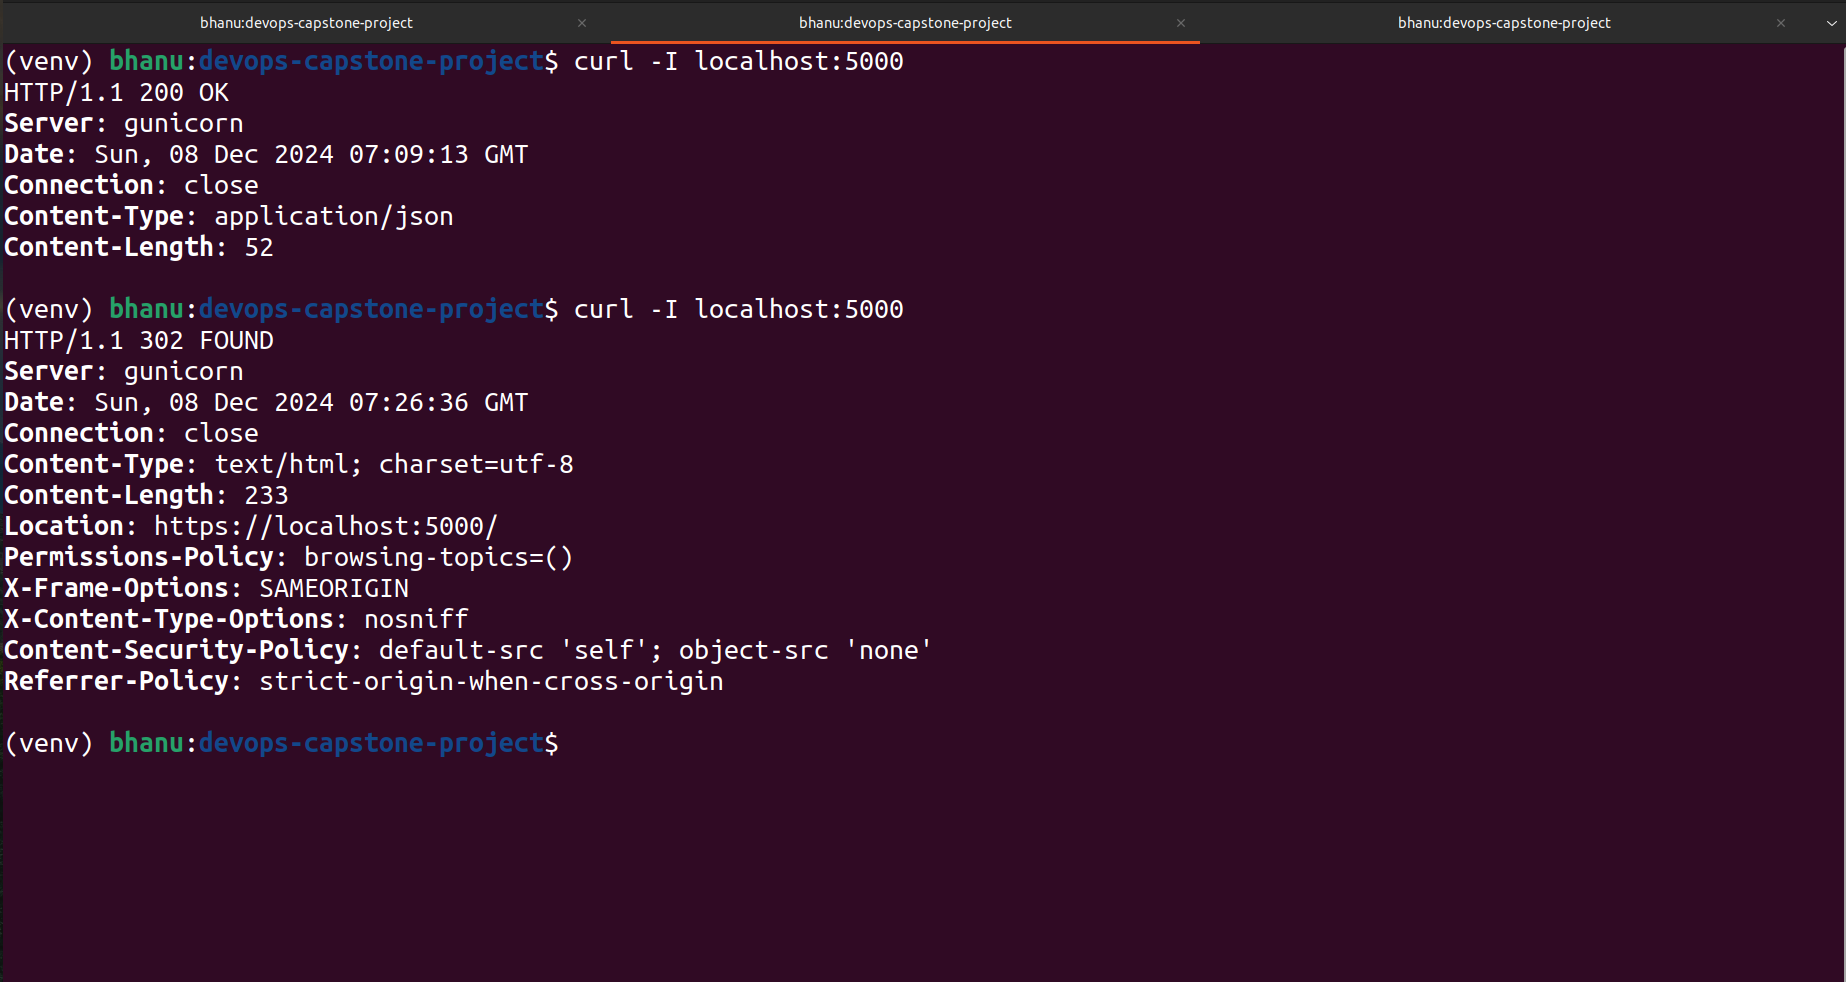 bhanu:devops-capstone-project × bhanu:devops-capstone-project × bhanu:devops-capstone-project ×
(venv) bhanu:devops-capstone-project$ curl -I localhost:5000
HTTP/1.1 200 OK
Server: gunicorn
Date: Sun, 08 Dec 2024 07:09:13 GMT
Connection: close
Content-Type: application/json
Content-Length: 52
(venv) bhanu:devops-capstone-project$ curl -I localhost:5000
HTTP/1.1 302 FOUND
Server: gunicorn
Date: Sun, 08 Dec 2024 07:26:36 GMT
Connection: close
Content-Type: text/html; charset=utf-8
Content-Length: 233
Location: https://localhost:5000/
Permissions-Policy: browsing-topics=()
X-Frame-Options: SAMEORIGIN
X-Content-Type-Options: nosniff
Content-Security-Policy: default-src 'self'; object-src 'none'
Referrer-Policy: strict-origin-when-cross-origin
(venv) bhanu:devops-capstone-project$